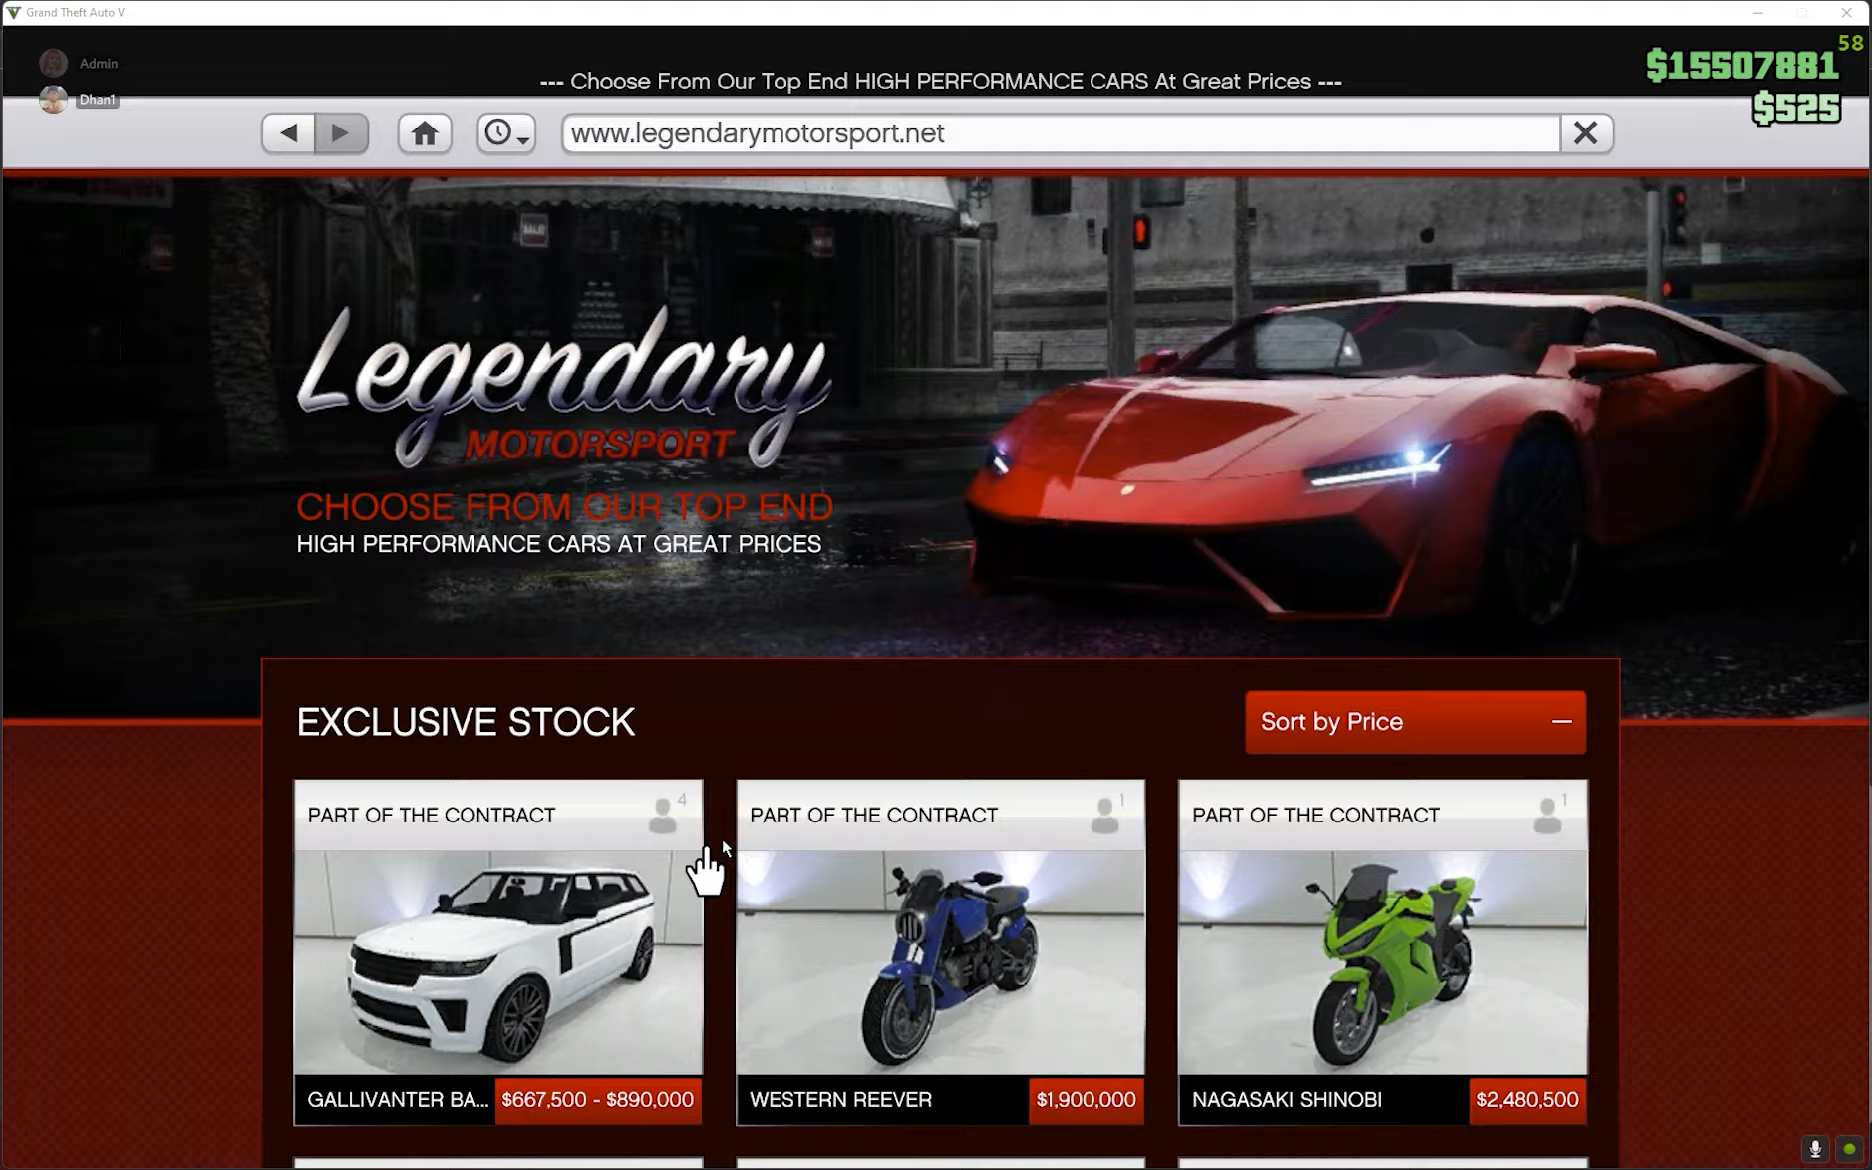 Grand Theft Auto V
Admin
Dhan1
--- Choose From Our Top End HIGH PERFORMANCE CARS At Great Prices ---
58
$15507881
$525
www.legendarymotorsport.net
SALE!
Legendary
MOTORSPORT
CHOOSE FROM OUR TOP END
HIGH PERFORMANCE CARS AT GREAT PRICES
EXCLUSIVE STOCK
Sort by Price
PART OF THE CONTRACT 4
PART OF THE CONTRACT 1
PART OF THE CONTRACT 1
GALLIVANTER BA... $667,500 - $890,000
WESTERN REEVER $1,900,000
NAGASAKI SHINOBI $2,480,500